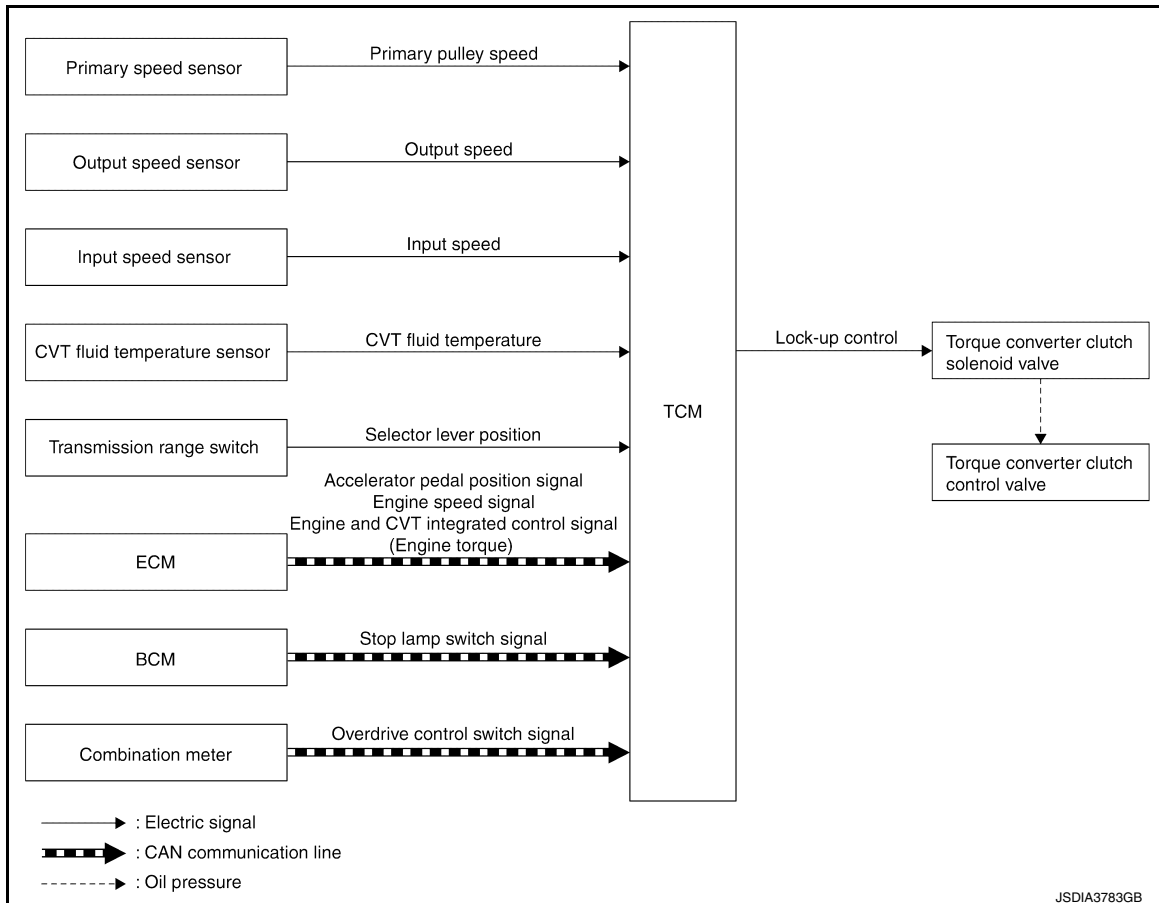 Primary speed sensor
Primary pulley speed
Output speed sensor
Output speed
Input speed sensor
Input speed
CVT fluid temperature sensor
CVT fluid temperature
Transmission range switch
Selector lever position
ECM
Accelerator pedal position signal
Engine speed signal
Engine and CVT integrated control signal
(Engine torque)
BCM
Stop lamp switch signal
Combination meter
Overdrive control switch signal
TCM
Lock-up control
Torque converter clutch
solenoid valve
Torque converter clutch
control valve
: Electric signal
: CAN communication line
: Oil pressure
JSDIA3783GB